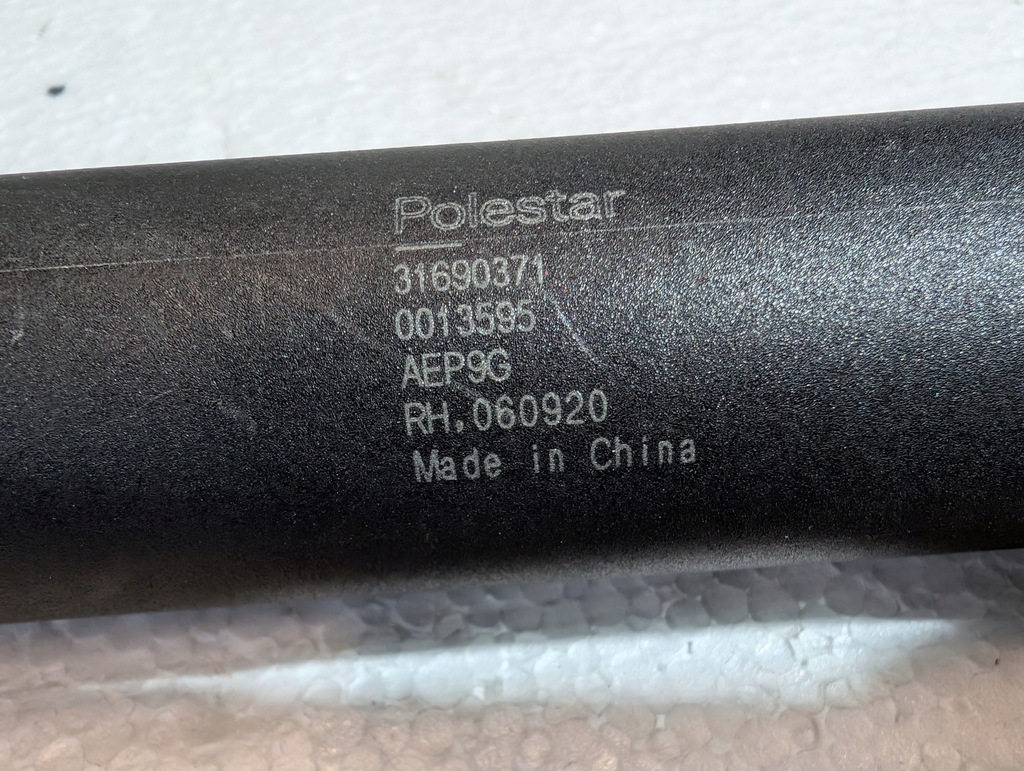 Polestar
31690371
0013595
AEP9G
RH.060920
Made in China